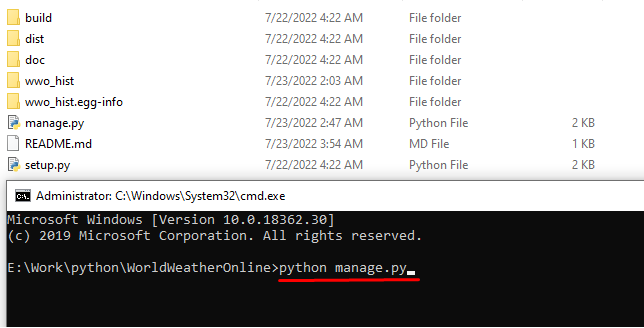 build 7/22/2022 4:22 AM File folder
dist 7/22/2022 4:22 AM File folder
doc 7/22/2022 4:22 AM File folder
wwo_hist 7/23/2022 2:03 AM File folder
wwo_hist.egg-info 7/22/2022 4:22 AM File folder
manage.py 7/23/2022 2:47 AM Python File 2 KB
README.md 7/23/2022 3:54 AM MD File 1 KB
setup.py 7/22/2022 4:22 AM Python File 2 KB
Administrator: C:\Windows\System32\cmd.exe
Microsoft Windows [Version 10.0.18362.30]
(c) 2019 Microsoft Corporation. All rights reserved.
E:\Work\python\WorldWeatherOnline>python manage.py